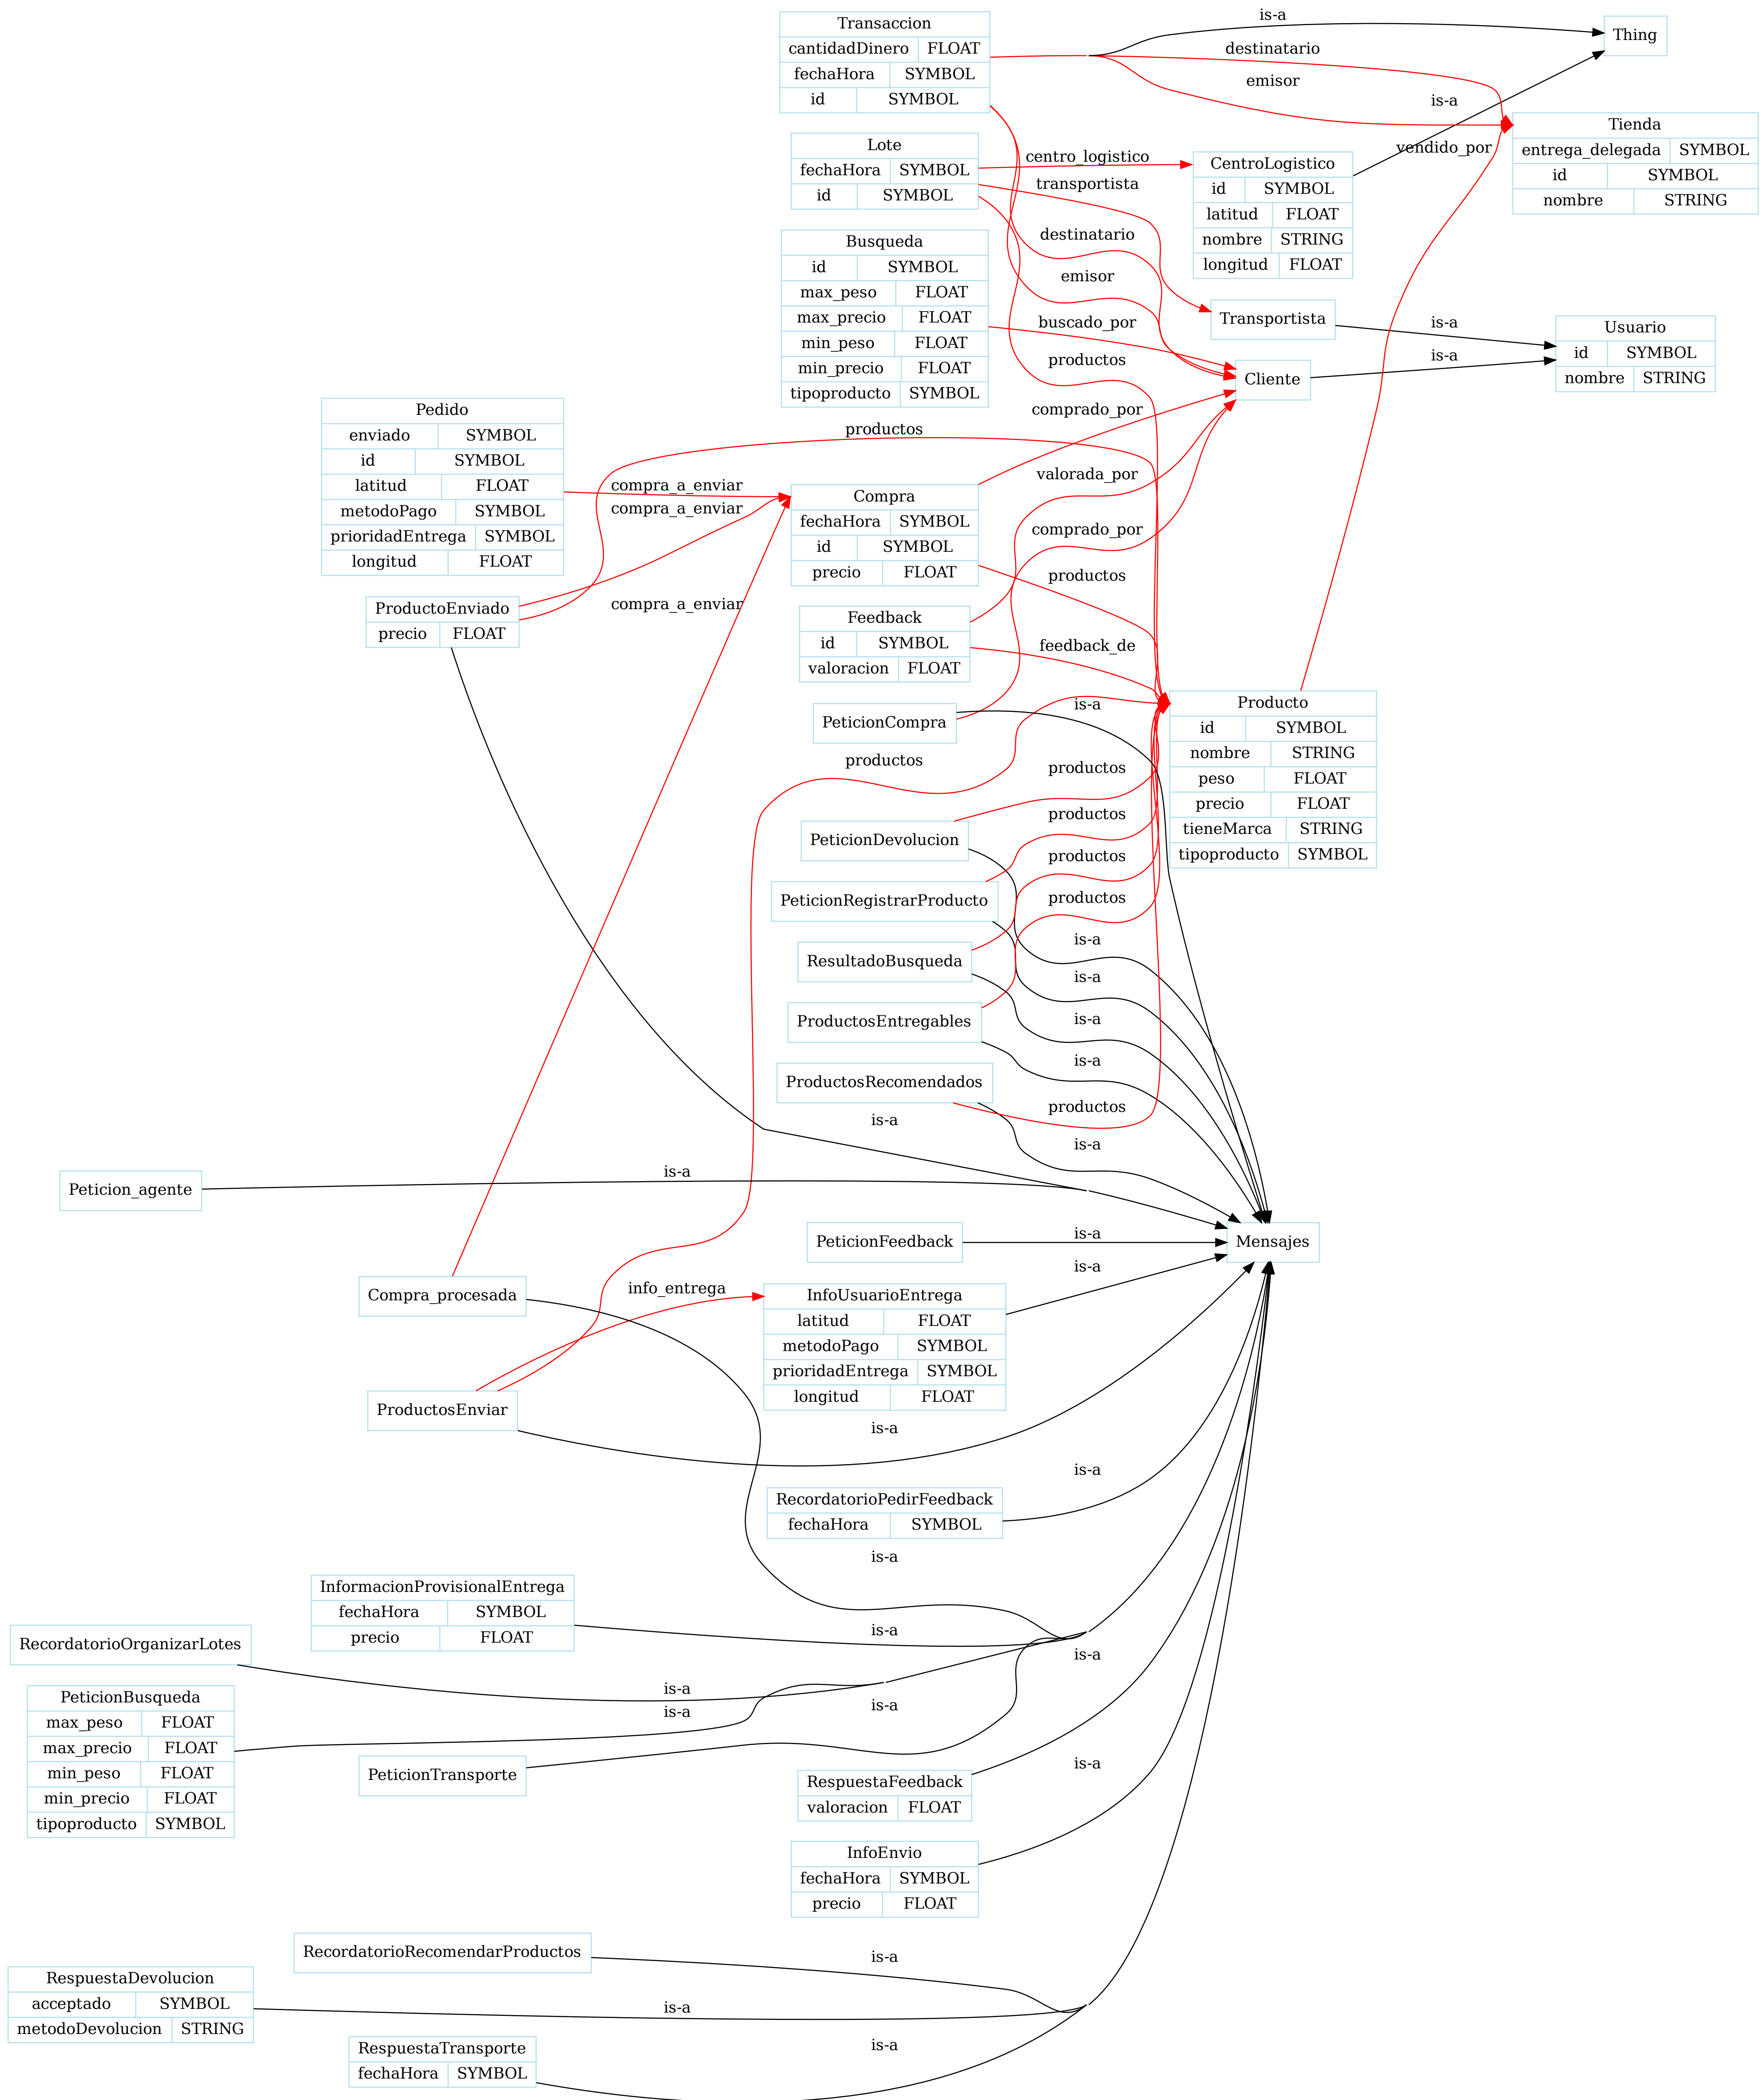 Transaccion
cantidadDinero FLOAT
fechaHora SYMBOL
id SYMBOL
is-a
Thing
destinatario
emisor
is-a
vendido_por
Tienda
entrega_delegada SYMBOL
id SYMBOL
nombre STRING
Lote
fechaHora SYMBOL
id SYMBOL
centro_logistico
transportista
CentroLogistico
id SYMBOL
latitud FLOAT
nombre STRING
longitud FLOAT
destinatario
emisor
Busqueda
id SYMBOL
max_peso FLOAT
max_precio FLOAT
min_peso FLOAT
min_precio FLOAT
tipoproducto SYMBOL
buscado_por
productos
Transportista
is-a
Cliente
is-a
Usuario
id SYMBOL
nombre STRING
Pedido
enviado SYMBOL
id SYMBOL
latitud FLOAT
metodoPago SYMBOL
prioridadEntrega SYMBOL
longitud FLOAT
productos
compra_a_enviar
compra_a_enviar
comprado_por
valorada_por
comprado_por
Compra
fechaHora SYMBOL
id SYMBOL
precio FLOAT
productos
ProductoEnviado
precio FLOAT
compra_a_enviar
Feedback
id SYMBOL
valoracion FLOAT
feedback_de
PeticionCompra
is-a
Producto
id SYMBOL
nombre STRING
peso FLOAT
precio FLOAT
tieneMarca STRING
tipoproducto SYMBOL
productos
productos
PeticionDevolucion
productos
productos
PeticionRegistrarProducto
productos
ResultadoBusqueda
is-a
is-a
ProductosEntregables
is-a
is-a
ProductosRecomendados
productos
is-a
is-a
Peticion_agente
is-a
PeticionFeedback
is-a
Mensajes
is-a
Compra_procesada
info_entrega
InfoUsuarioEntrega
latitud FLOAT
metodoPago SYMBOL
prioridadEntrega SYMBOL
longitud FLOAT
ProductosEnviar
is-a
is-a
RecordatorioPedirFeedback
fechaHora SYMBOL
is-a
InformacionProvisionalEntrega
fechaHora SYMBOL
precio FLOAT
is-a
is-a
RecordatorioOrganizarLotes
is-a
is-a
is-a
PeticionBusqueda
max_peso FLOAT
max_precio FLOAT
min_peso FLOAT
min_precio FLOAT
tipoproducto SYMBOL
PeticionTransporte
is-a
RespuestaFeedback
valoracion FLOAT
InfoEnvio
fechaHora SYMBOL
precio FLOAT
RecordatorioRecomendarProductos
is-a
RespuestaDevolucion
acceptado SYMBOL
metodoDevolucion STRING
is-a
is-a
RespuestaTransporte
fechaHora SYMBOL